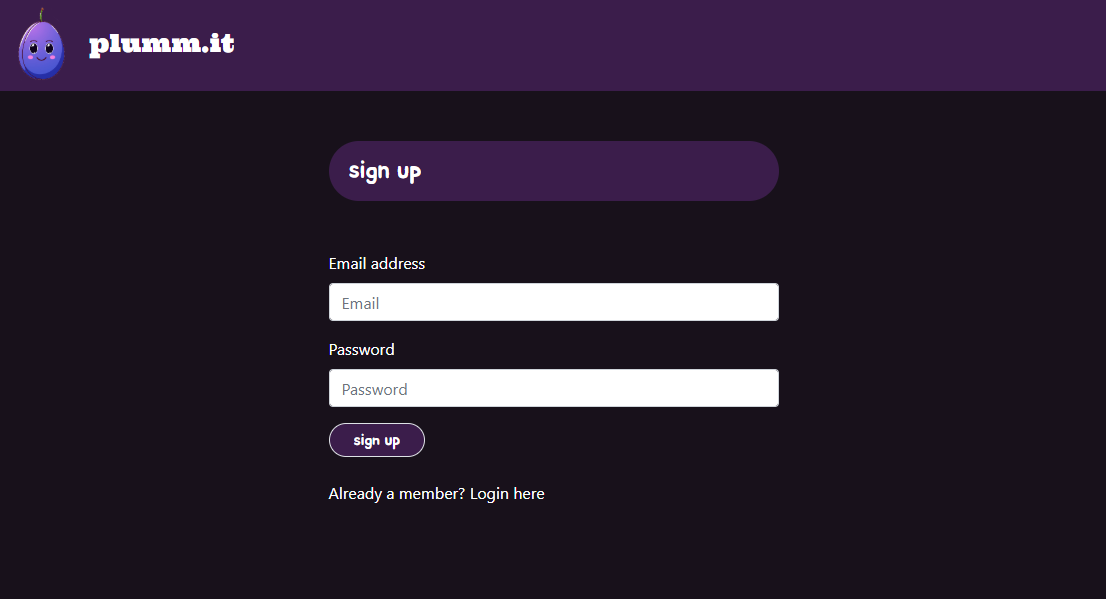 plumm.it
sign up
Email address
Email
Password
Password
sign up
Already a member? Login here